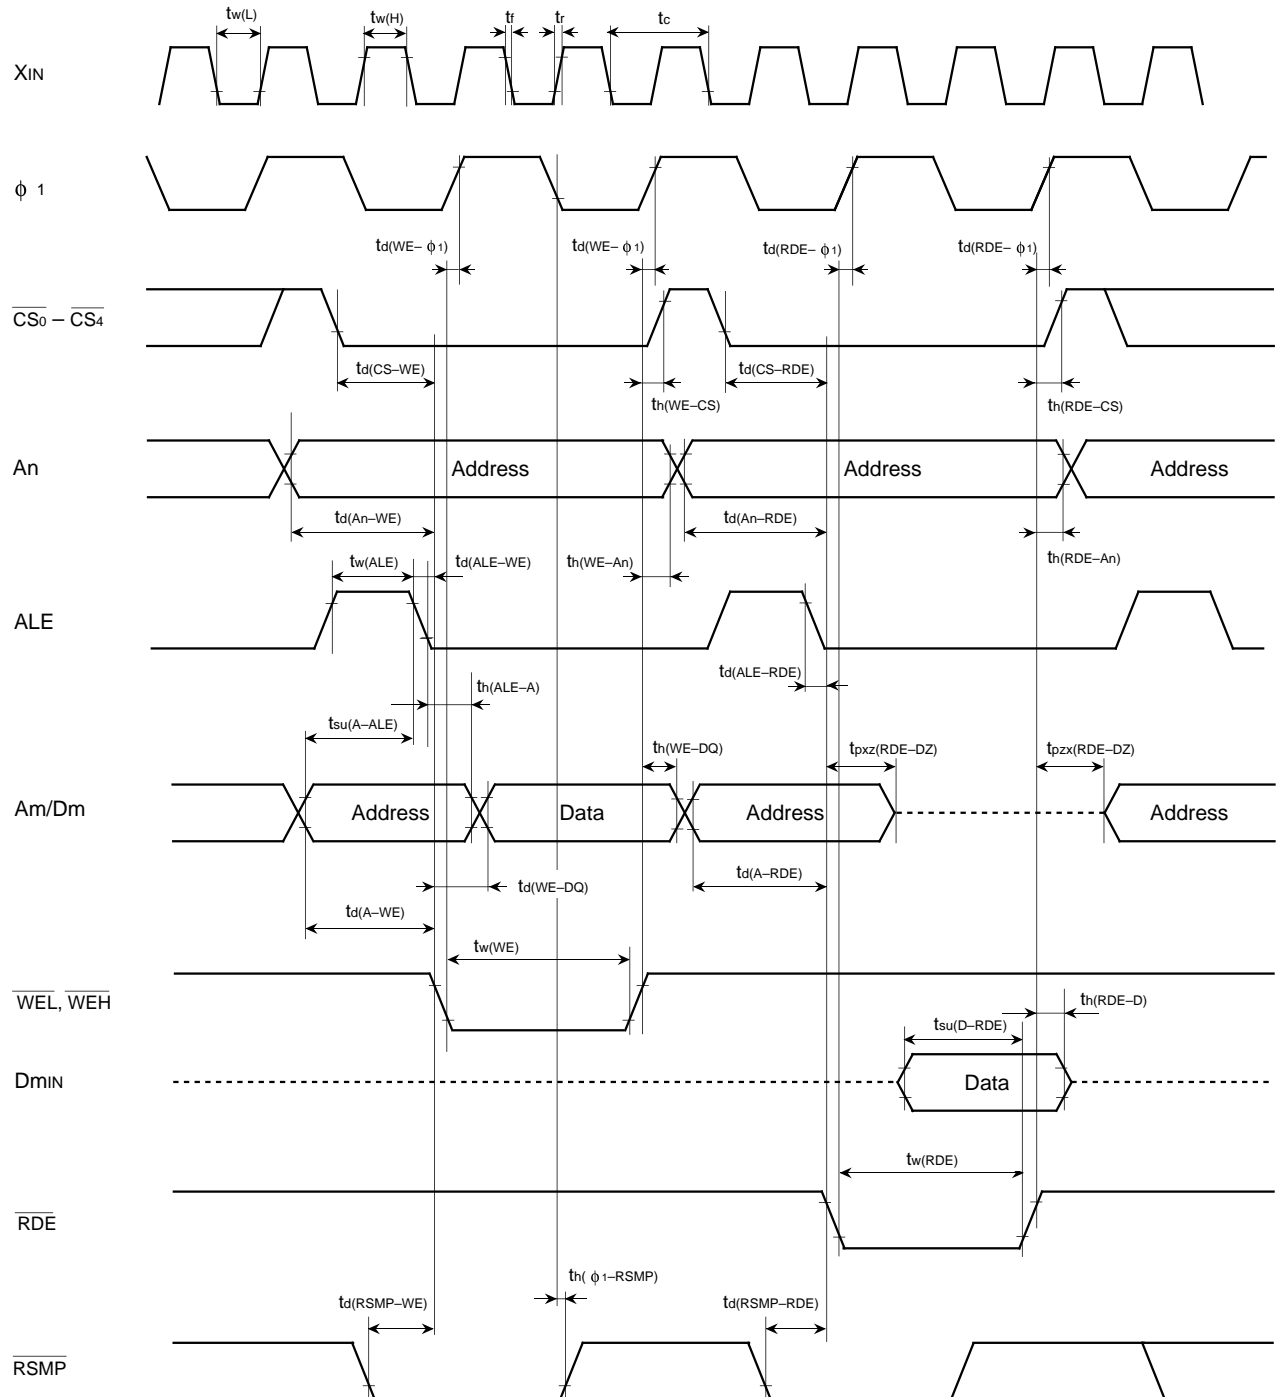 tw(L) tw(H) tf tr tc
XIN
ϕ 1
td(WE– ϕ 1) td(WE– ϕ 1) td(RDE– ϕ 1) td(RDE– ϕ 1)
CS0 – CS4
td(CS–WE) td(CS–RDE)
th(WE–CS) th(RDE–CS)
An Address Address Address
td(An–WE) td(An–RDE)
tw(ALE) td(ALE–WE) th(WE–An) th(RDE–An)
ALE
td(ALE–RDE)
th(ALE–A)
tsu(A–ALE) th(WE–DQ) tpxz(RDE–DZ) tpzx(RDE–DZ)
Am/Dm Address Data Address Address
td(WE–DQ) td(A–RDE)
td(A–WE)
tw(WE)
WEL, WEH th(RDE–D)
tsu(D–RDE)
DmIN Data
tw(RDE)
RDE
th( ϕ 1–RSMP)
td(RSMP–WE) td(RSMP–RDE)
RSMP